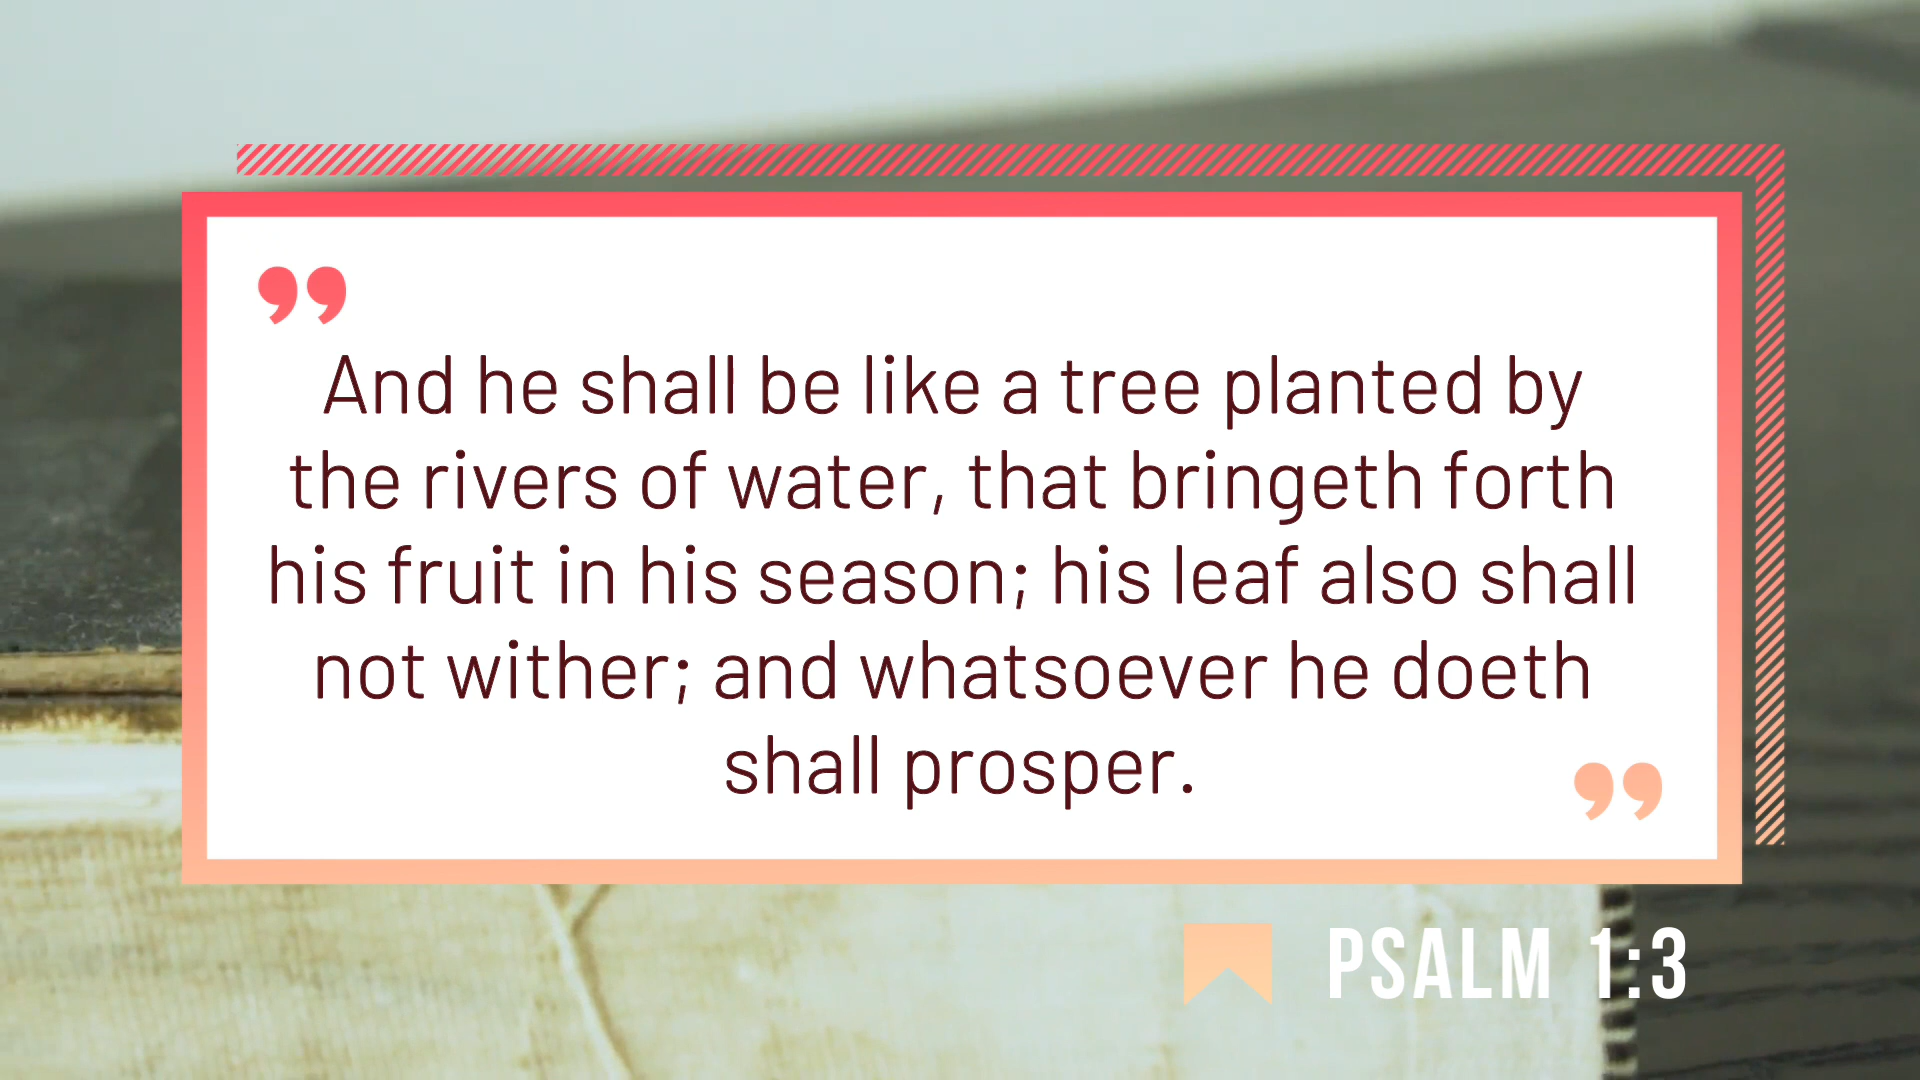 And he shall be like a tree planted by
the rivers of water, that bringeth forth
his fruit in his season; his leaf also shall
not wither; and whatsoever he doeth
shall prosper.
PSALM 1:3